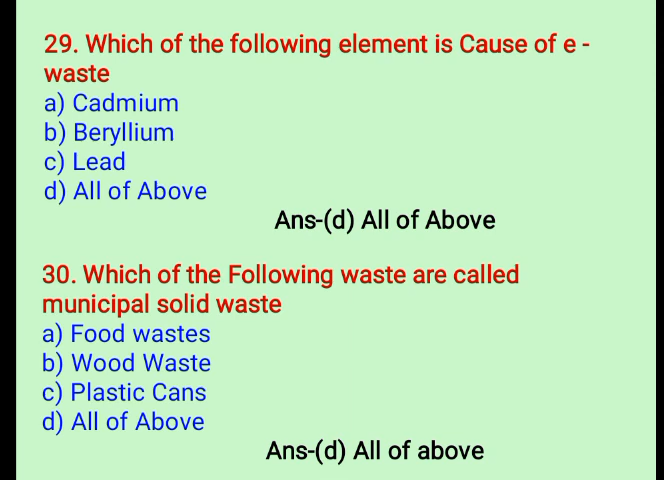 29. Which of the following element is Cause of e -
waste
a) Cadmium
b) Beryllium
c) Lead
d) All of Above
Ans-(d) All of Above
30. Which of the Following waste are called
municipal solid waste
a) Food wastes
b) Wood Waste
c) Plastic Cans
d) All of Above
Ans-(d) All of above